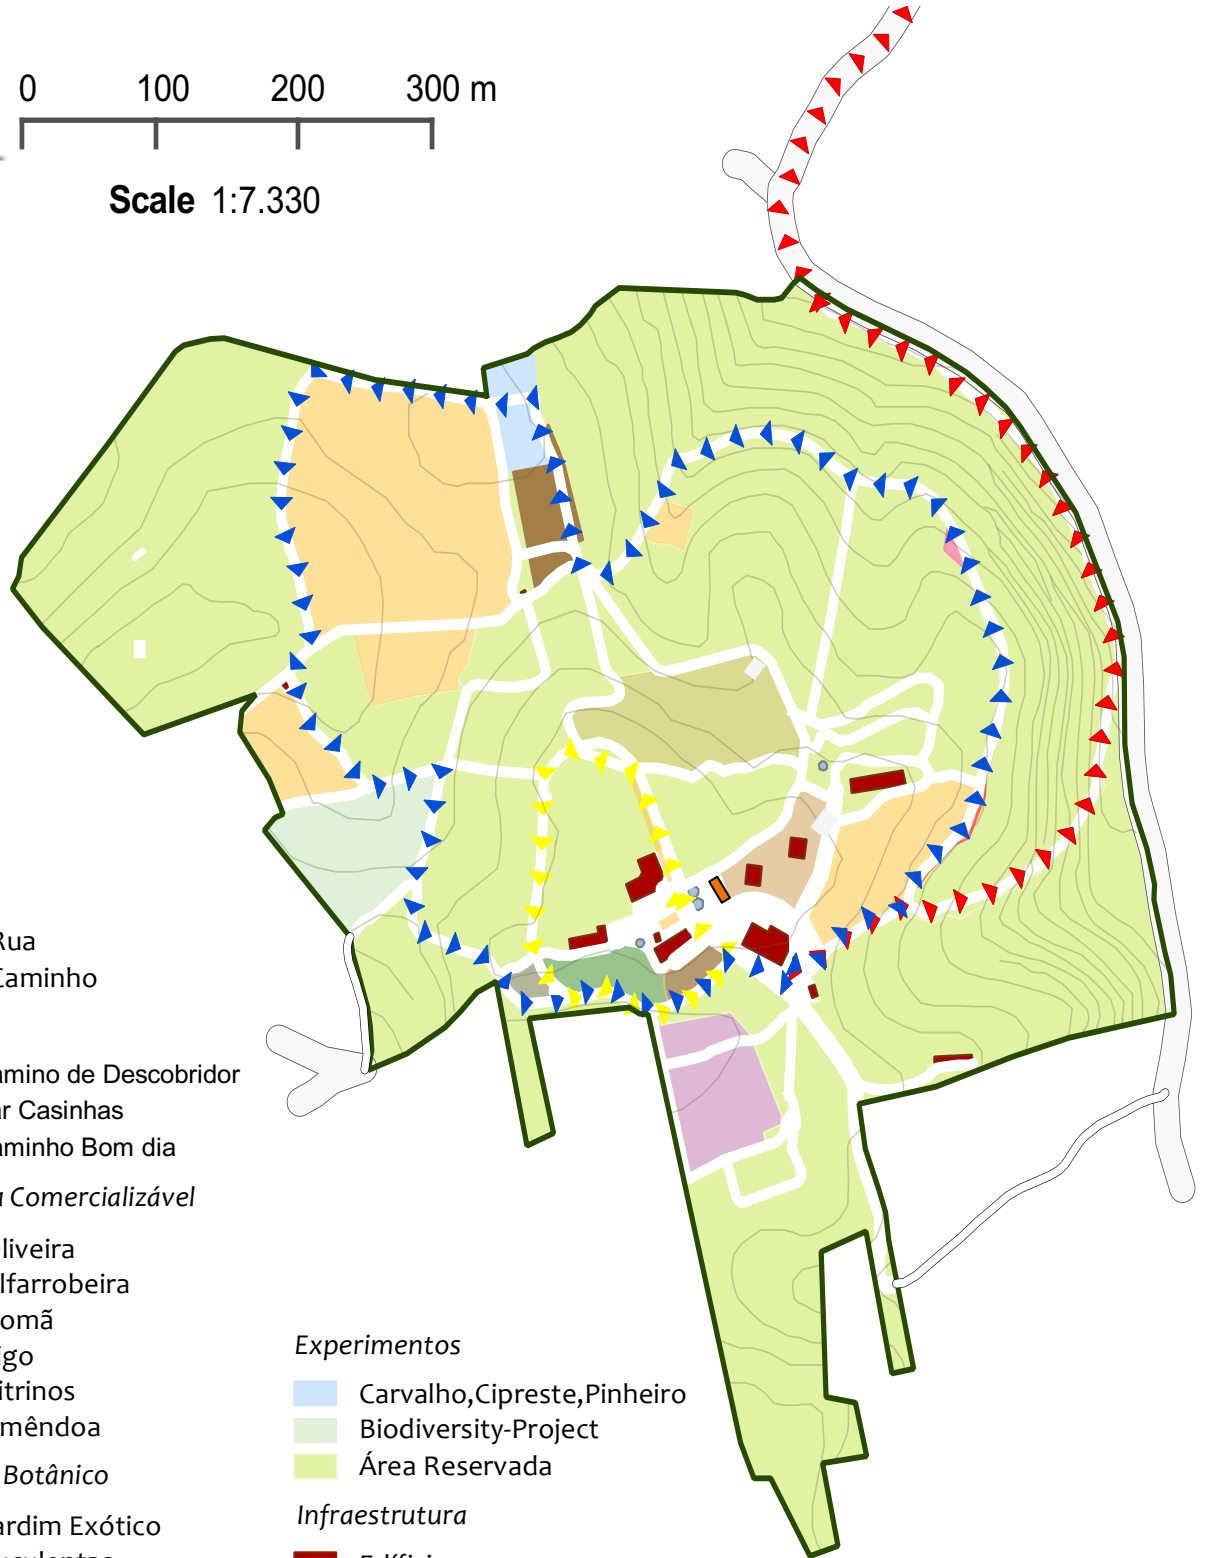 0 100 200 300 m
Scale 1:7.330
Rua
Caminho
amino de Descobridor
ar Casinhas
aminho Bom dia
a Comercializável
liveira
lfarrobeira
omã
igo
itrinos
mêndoa
Botânico
ardim Exótico
Experimentos
Carvalho,Cipreste,Pinheiro
Biodiversity-Project
Área Reservada
Infraestrutura